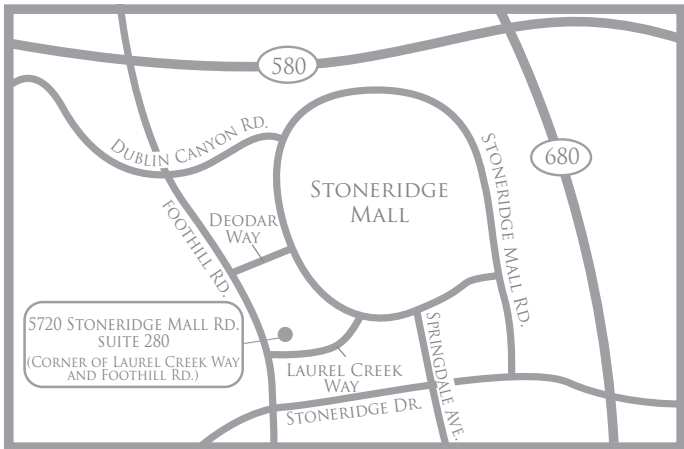 580
DUBLIN CANYON RD.
STONERIDGE
MALL
STONERIDGE MALL RD.
680
FOOTHILL RD.
DEODAR
WAY
5720 STONERIDGE MALL RD.
SUITE 280
(CORNER OF LAUREL CREEK WAY
AND FOOTHILL RD.)
LAUREL CREEK
WAY
SPRINGDALE AVE.
STONERIDGE DR.